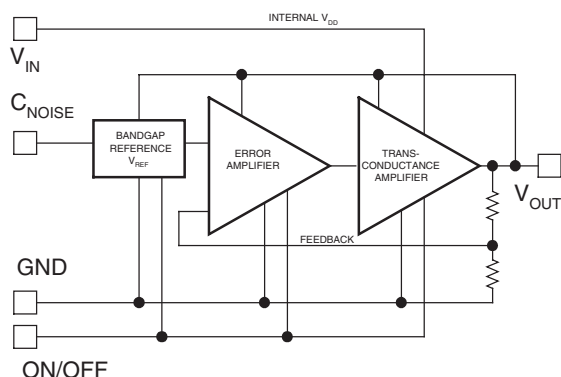 INTERNAL VDD
VIN
CNOISE
BANDGAP
REFERENCE
VREF
ERROR
AMPLIFIER
TRANS-
CONDUCTANCE
AMPLIFIER
VOUT
FEEDBACK
GND
ON/OFF